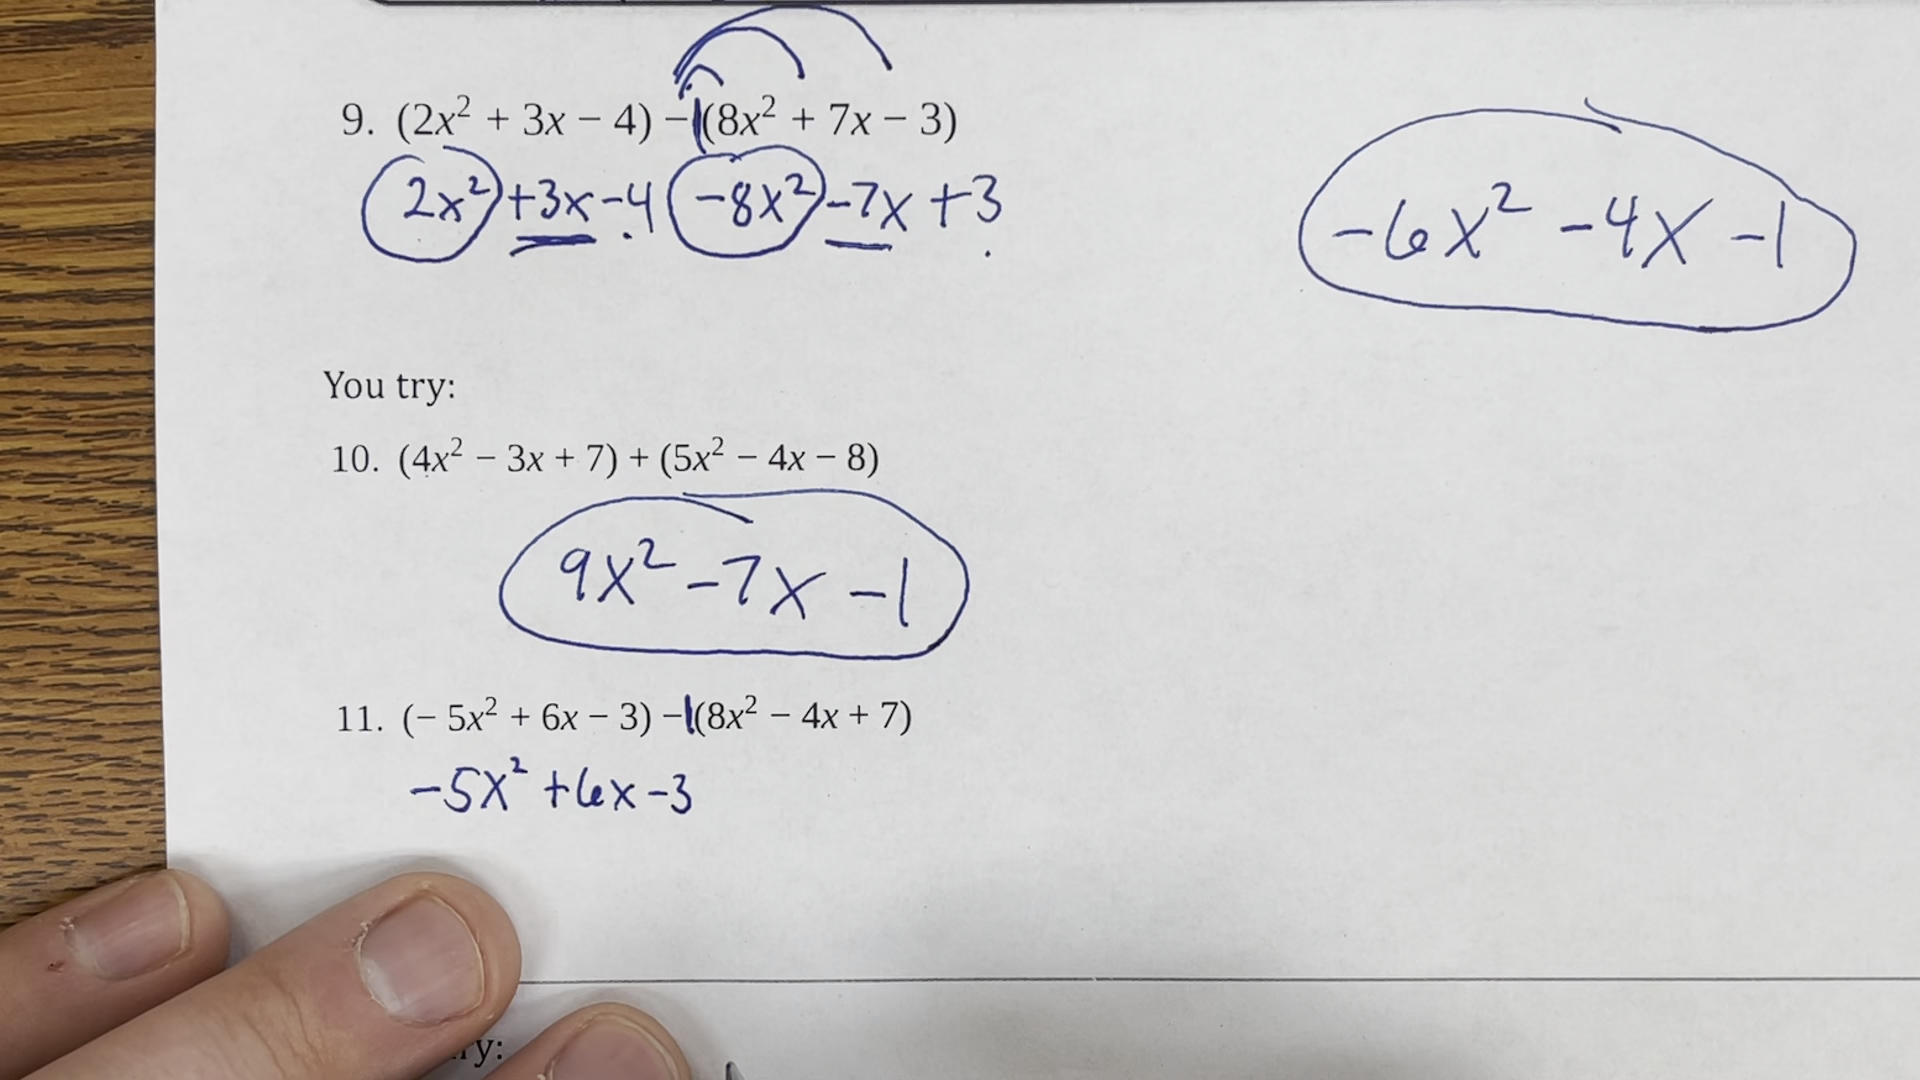 9. (2x² + 3x − 4) −1(8x² + 7x − 3)
2x² +3x -4 -8x² -7x +3
-6x² -4x -1
You try:
10. (4x² − 3x + 7) + (5x² − 4x − 8)
9x² -7x -1
11. (− 5x² + 6x − 3) −1(8x² − 4x + 7)
-5x² +6x -3